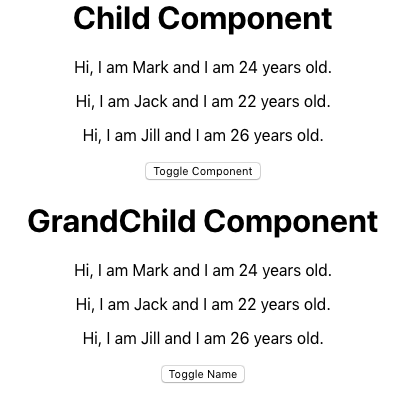 Child Component
Hi, I am Mark and I am 24 years old.
Hi, I am Jack and I am 22 years old.
Hi, I am Jill and I am 26 years old.
Toggle Component
GrandChild Component
Hi, I am Mark and I am 24 years old.
Hi, I am Jack and I am 22 years old.
Hi, I am Jill and I am 26 years old.
Toggle Name